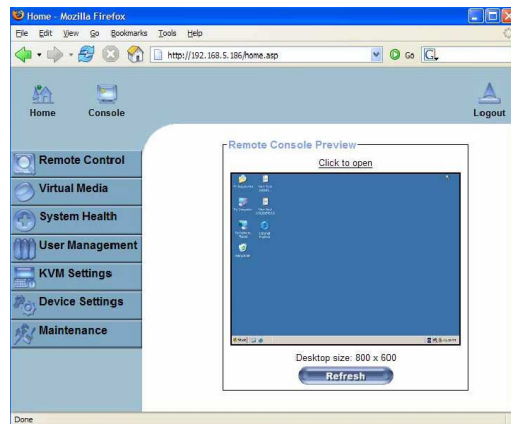 Home - Mozilla Firefox
File Edit View Go Bookmarks Tools Help
http://192.168.5.186/home.asp Go G
Home Console Logout
Remote Console Preview
Click to open
Remote Control
Virtual Media
System Health
User Management
KVM Settings
Device Settings
Maintenance
Desktop size: 800 x 600
Refresh
Done